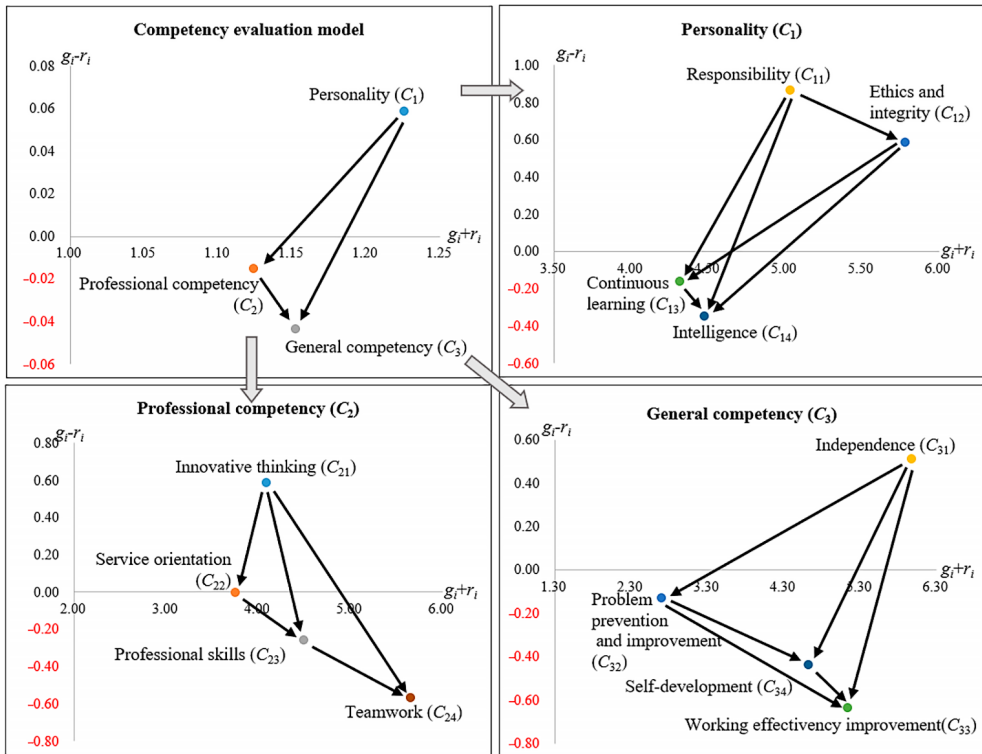 Competency evaluation model
gᵢ-rᵢ
0.08
0.06
0.04
0.02
0.00
-0.02
-0.04
-0.06
Personality (C₁)
gᵢ+rᵢ
1.00
1.05
1.10
1.15
1.20
1.25
Professional competency
(C₂)
General competency (C₃)
Personality (C₁)
gᵢ-rᵢ
1.00
0.80
0.60
0.40
0.20
0.00
-0.20
-0.40
-0.60
Responsibility (C₁₁)
Ethics and
integrity (C₁₂)
gᵢ+rᵢ
3.50
4.00
4.50
5.00
5.50
6.00
Continuous
learning (C₁₃)
Intelligence (C₁₄)
Professional competency (C₂)
gᵢ-rᵢ
0.80
0.60
0.40
0.20
0.00
-0.20
-0.40
-0.60
-0.80
Innovative thinking (C₂₁)
Service orientation
(C₂₂)
gᵢ+rᵢ
2.00
3.00
4.00
5.00
6.00
Professional skills (C₂₃)
Teamwork (C₂₄)
General competency (C₃)
gᵢ-rᵢ
0.60
0.40
0.20
0.00
-0.20
-0.40
-0.60
-0.80
Independence (C₃₁)
gᵢ+rᵢ
1.30
2.30
4.30
5.30
6.30
Problem
prevention
and improvement
(C₃₂)
Self-development (C₃₄)
Working effectivency improvement(C₃₃)